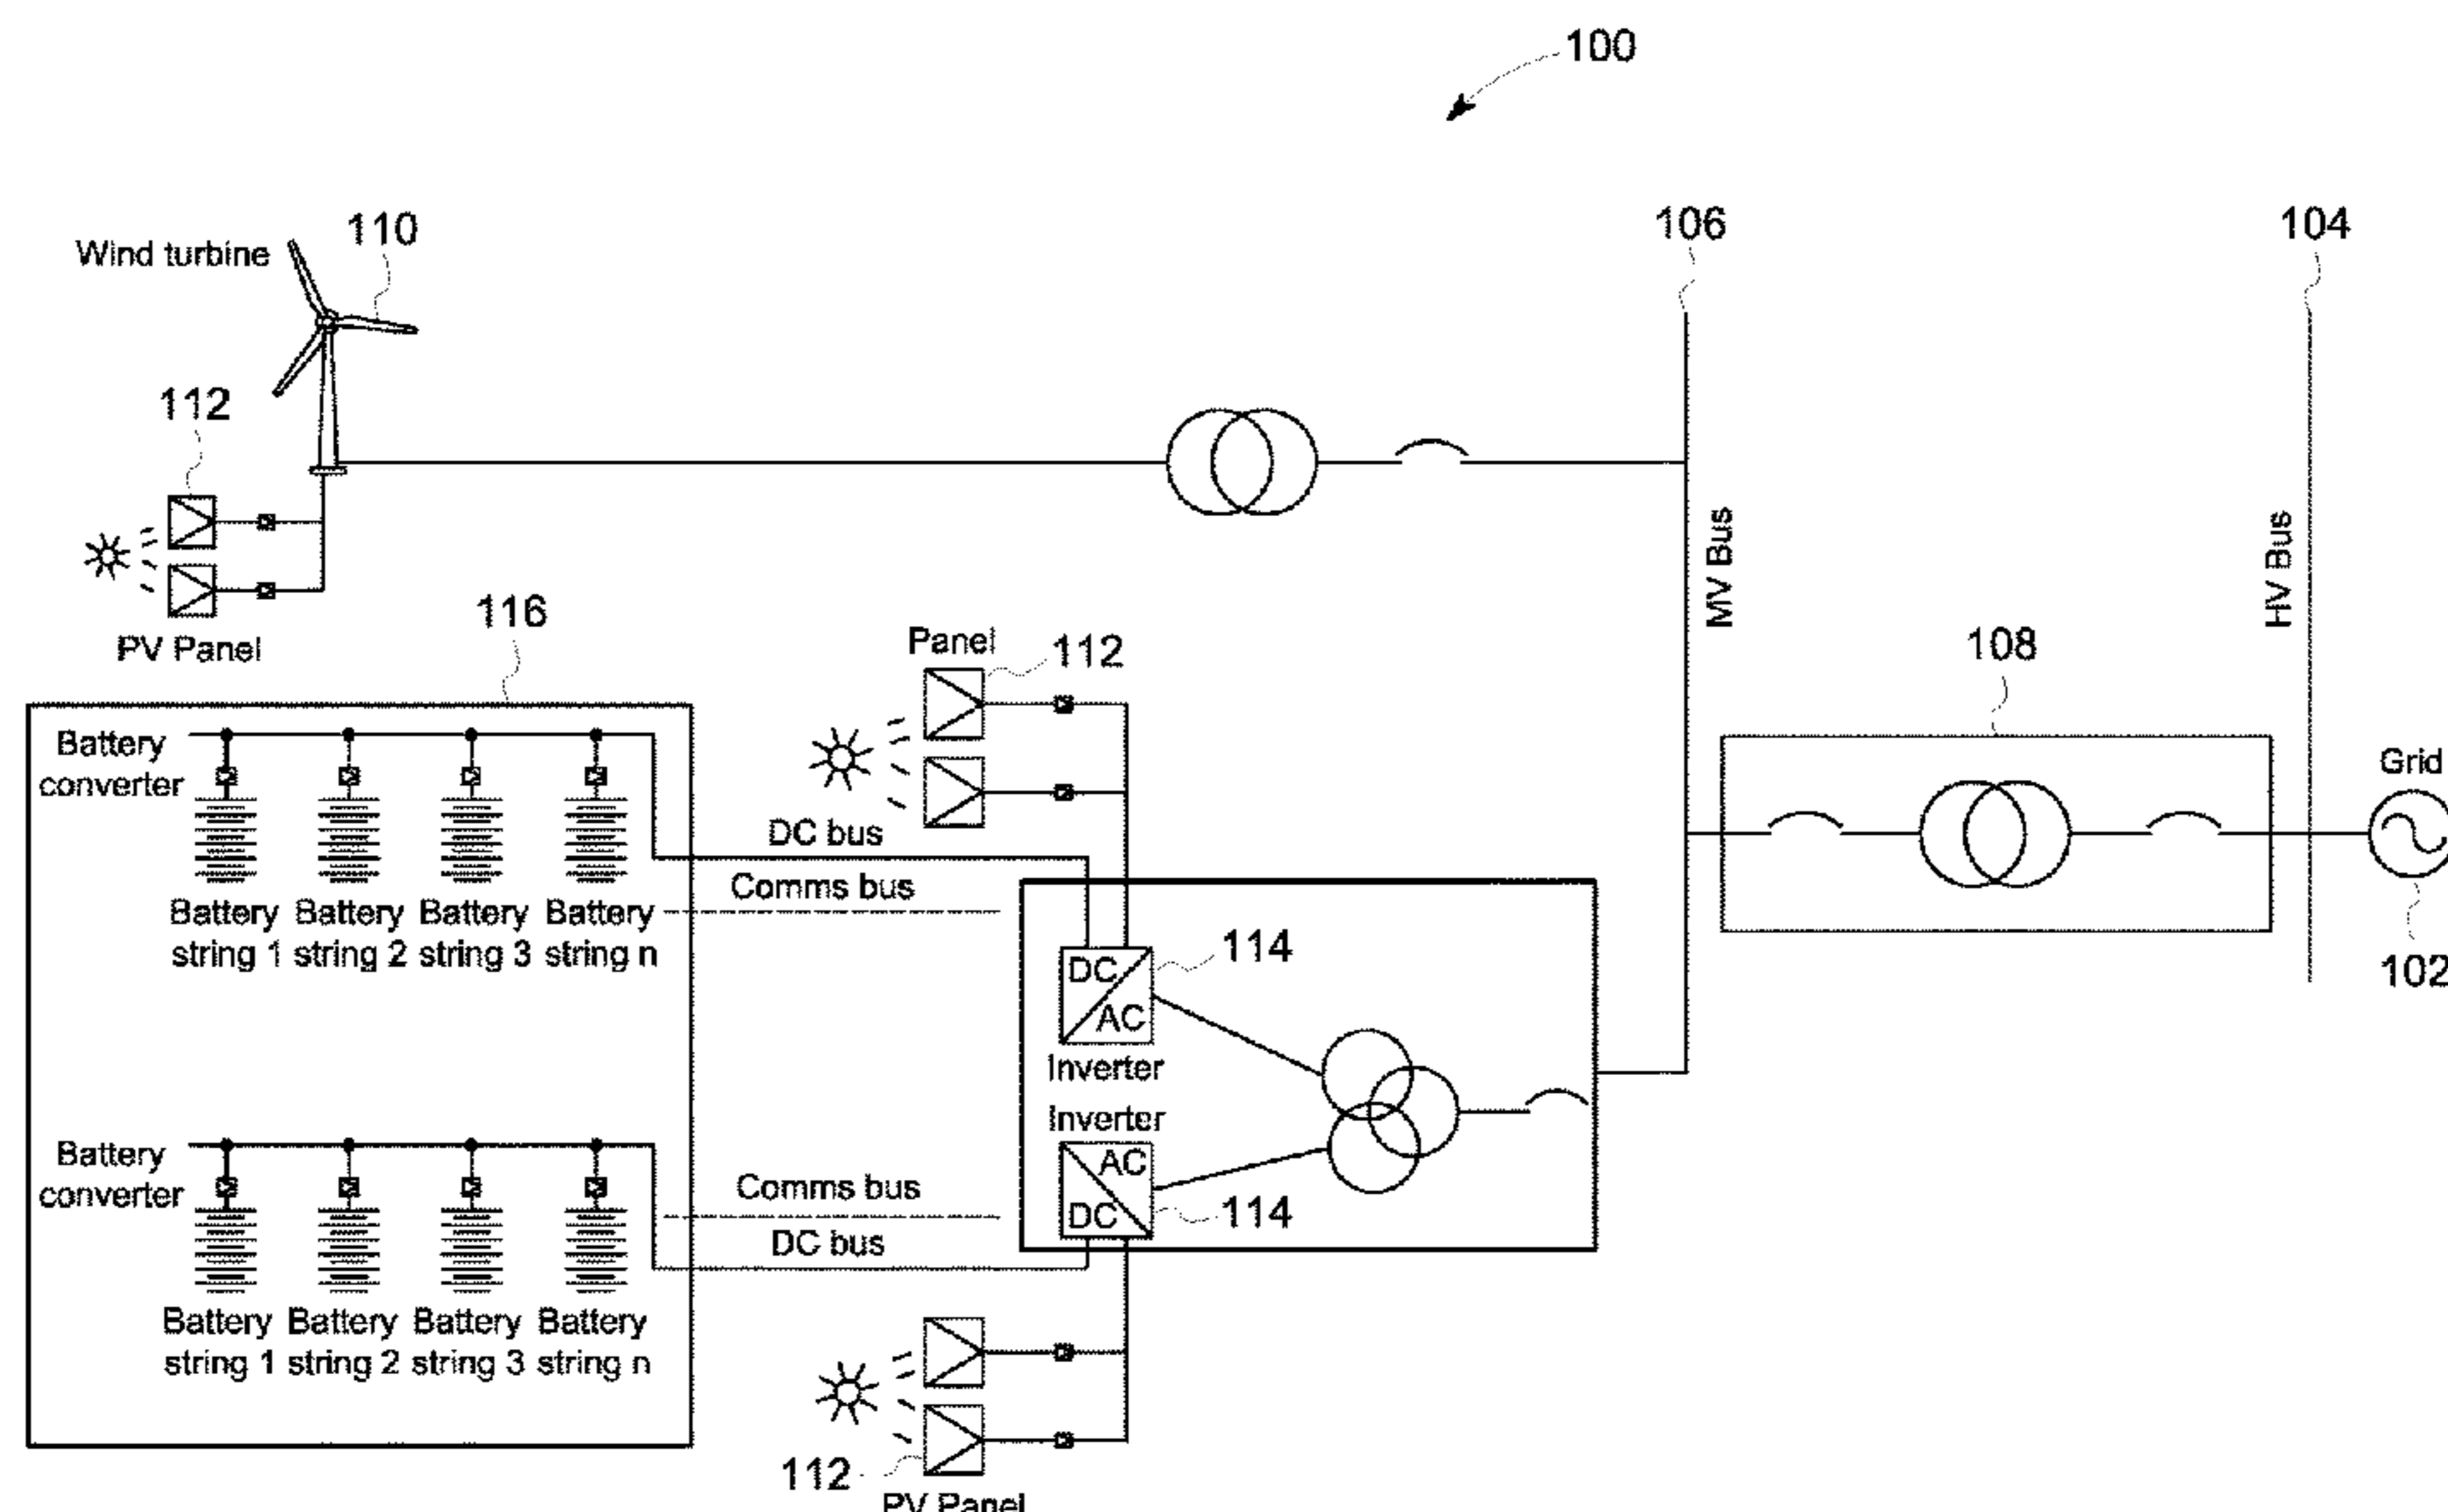 100
106
104
Wind turbine
110
112
PV Panel
MV Bus
HV Bus
116
Panel
112
108
Grid
102
Battery
converter
DC bus
Comms bus
Battery Battery Battery Battery
string 1 string 2 string 3 string n
DC
AC
114
Inverter
Inverter
AC
DC
114
Battery
converter
Comms bus
DC bus
Battery Battery Battery Battery
string 1 string 2 string 3 string n
112
PV Panel